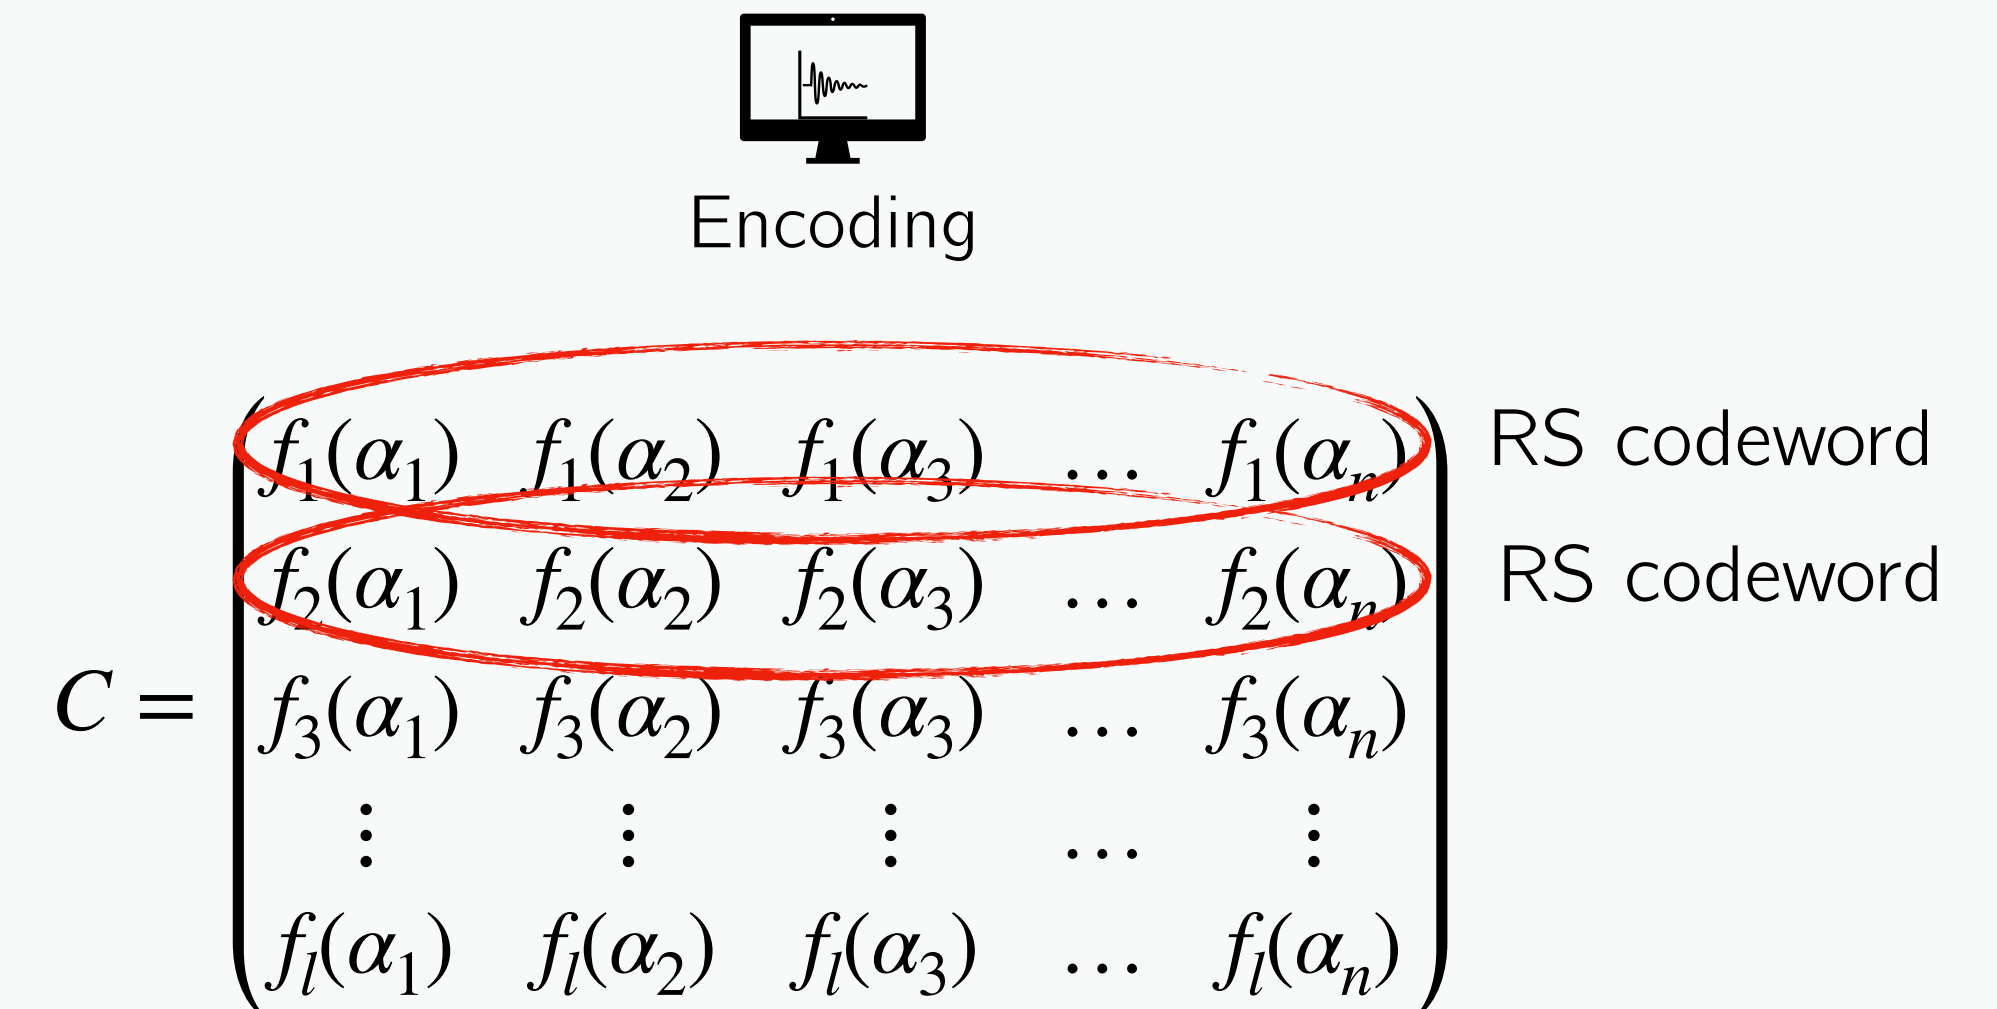 Encoding
f₁(α₁) f₁(α₂) f₁(α₃) … f₁(αₙ) RS codeword
f₂(α₁) f₂(α₂) f₂(α₃) … f₂(αₙ) RS codeword
C = f₃(α₁) f₃(α₂) f₃(α₃) … f₃(αₙ)
⋮ ⋮ ⋮ … ⋮
fₗ(α₁) fₗ(α₂) fₗ(α₃) … fₗ(αₙ)